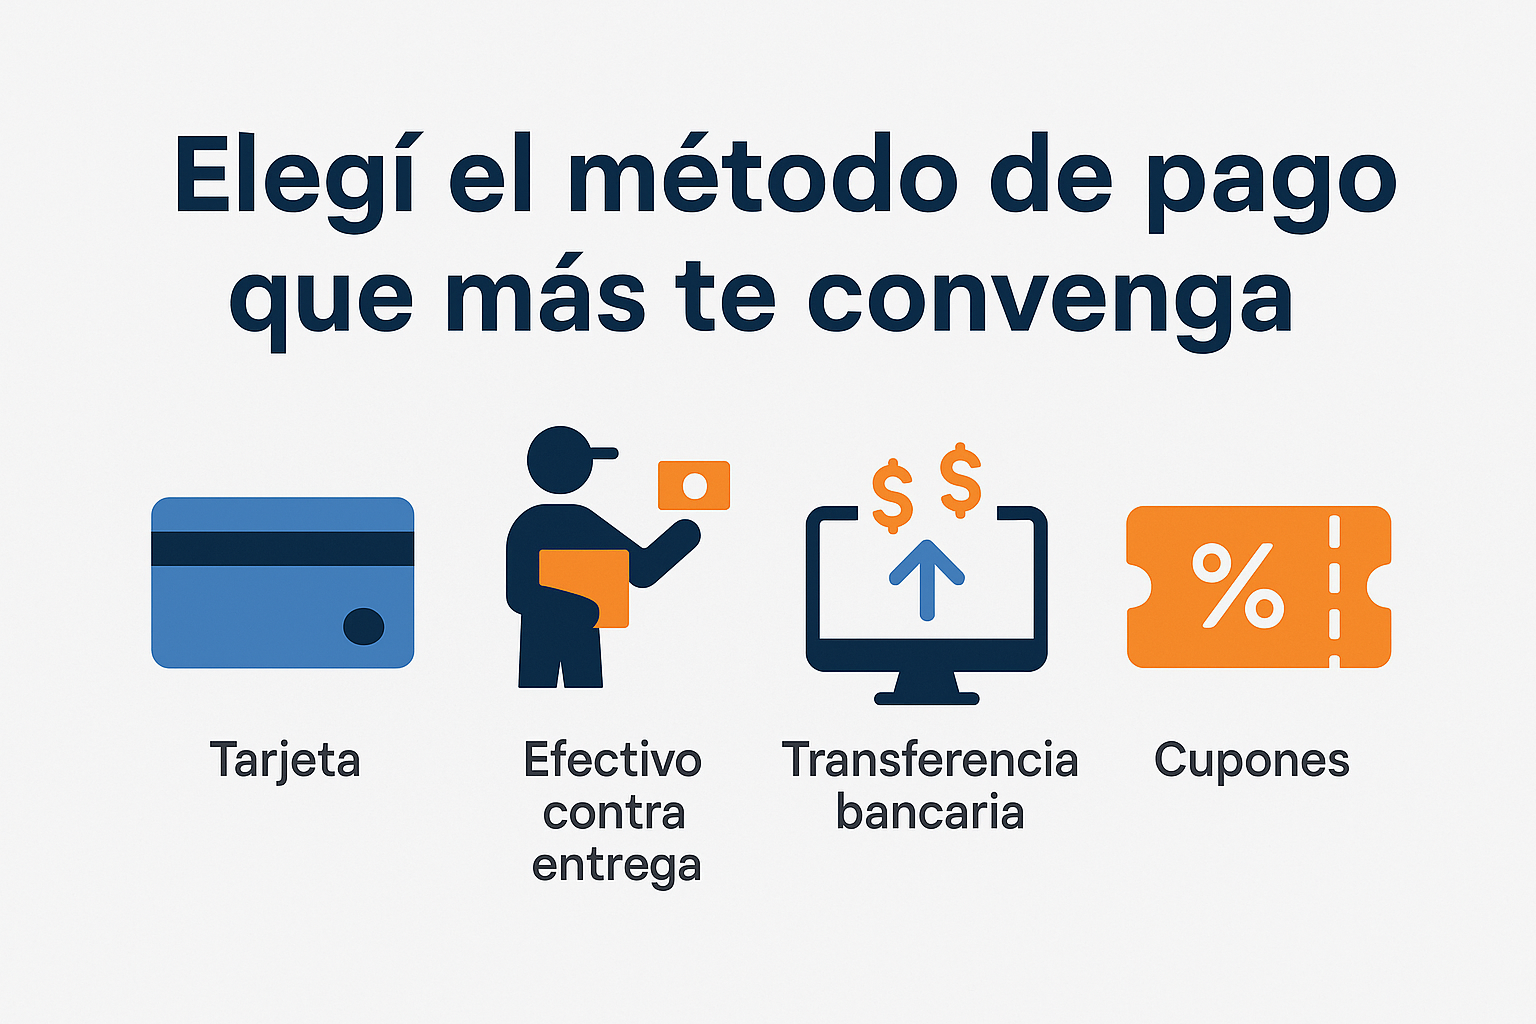 Elegí el método de pago
que más te convenga
$ $
%
Tarjeta
Efectivo
contra
entrega
Transferencia
bancaria
Cupones